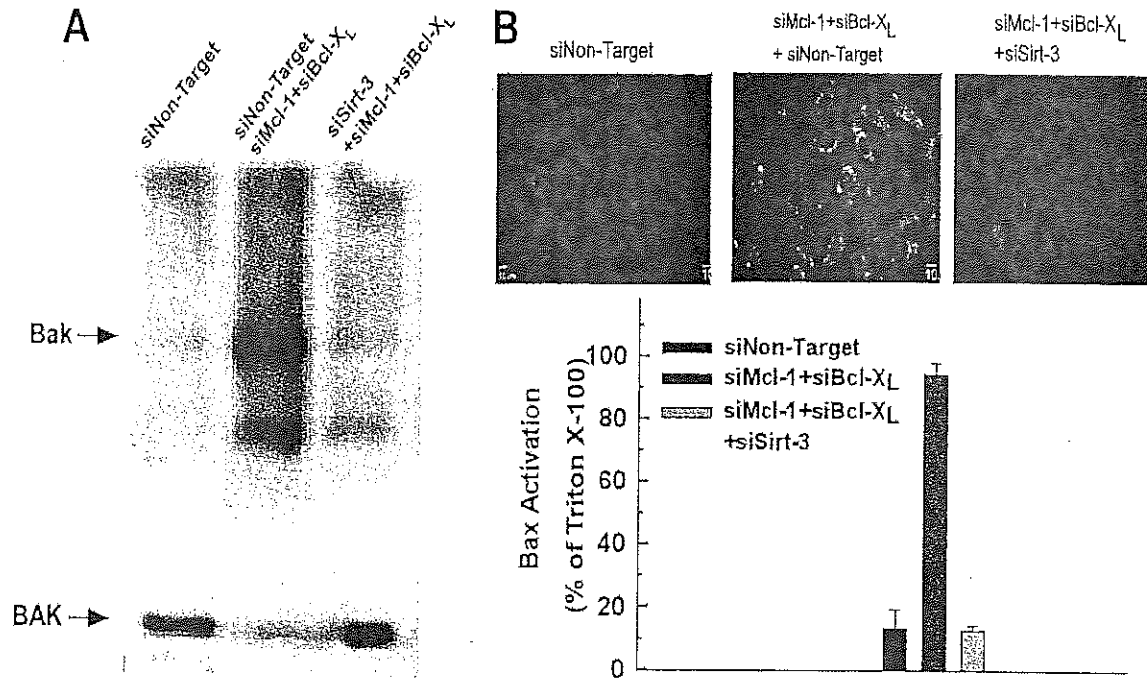 A
siNon-Target
siNon-Target
siMcl-1+siBcl-XL
siSirt-3
+siMcl-1+siBcl-XL
Bak
BAK
B
siNon-Target
siMcl-1+siBcl-XL
+ siNon-Target
siMcl-1+siBcl-XL
+siSirt-3
siNon-Target
siMcl-1+siBcl-XL
siMcl-1+siBcl-XL
+siSirt-3
Bax Activation
(% of Triton X-100)
100
80
60
40
20
0